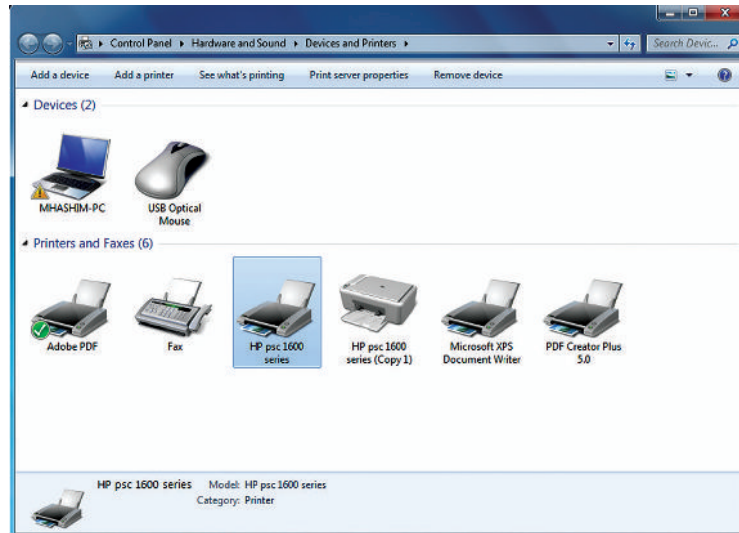 Control Panel ▸ Hardware and Sound ▸ Devices and Printers ▸
Search Devic...
Add a device Add a printer See what's printing Print server properties Remove device
Devices (2)
MHASHIM-PC
USB Optical
Mouse
Printers and Faxes (6)
Adobe PDF
Fax
HP psc 1600
series
HP psc 1600
series (Copy 1)
Microsoft XPS
Document Writer
PDF Creator Plus
5.0
HP psc 1600 series Model: HP psc 1600 series
Category: Printer